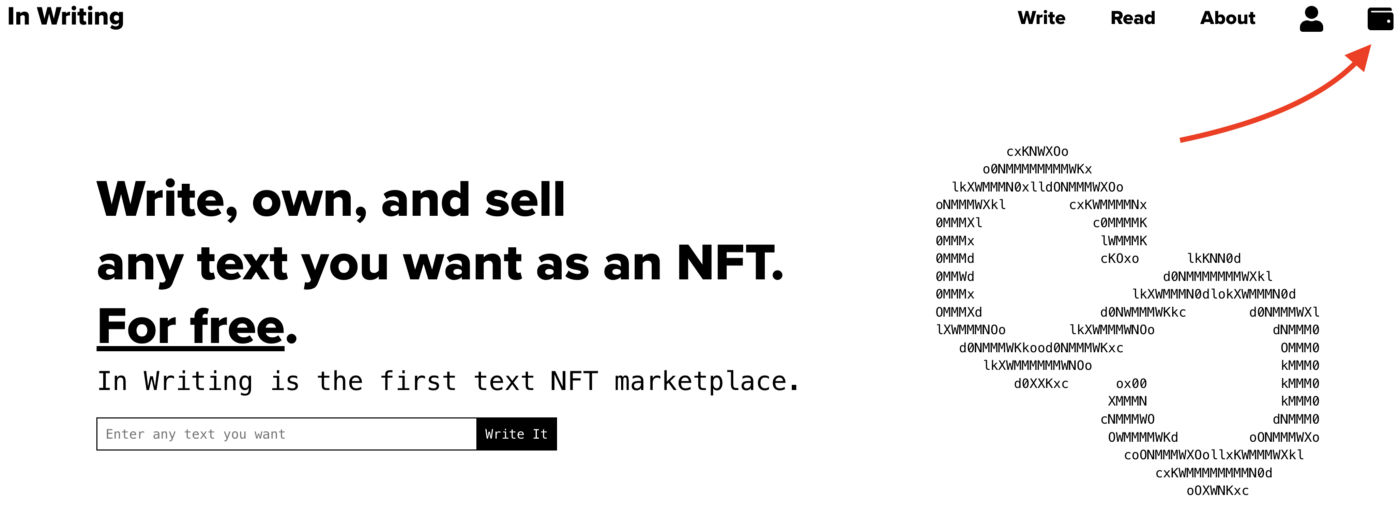 In Writing
Write
Read
About
Write, own, and sell
any text you want as an NFT.
For free.
In Writing is the first text NFT marketplace.
Enter any text you want
Write It
cxKNWXOo
o0NMMMMMMMMWKx
lkXWMMMN0xlldONMMMWXOo
oNMMMWXkl cxKWMMMMNx
0MMMXl c0MMMMK
0MMMx lWMMMK
0MMMd cKOxo lkKNN0d
0MMWd d0NMMMMMMMWXkl
0MMMx lkXWMMMN0dlokXWMMMN0d
OMMMXd d0NWMMMWKkc d0NMMMWXl
lXWMMMNOo lkXWMMMWNOo dNMMM0
d0NMMMWKkood0NMMMWKxc OMMM0
lkXWMMMMMMWNOo kMMM0
d0XXKxc ox00 kMMM0
XMMMN kMMM0
cNMMMWO dNMMM0
OWMMMMWKd oONMMMWXo
coONMMMWXOollxKWMMMWXkl
cxKWMMMMMMMMN0d
oOXWNKxc